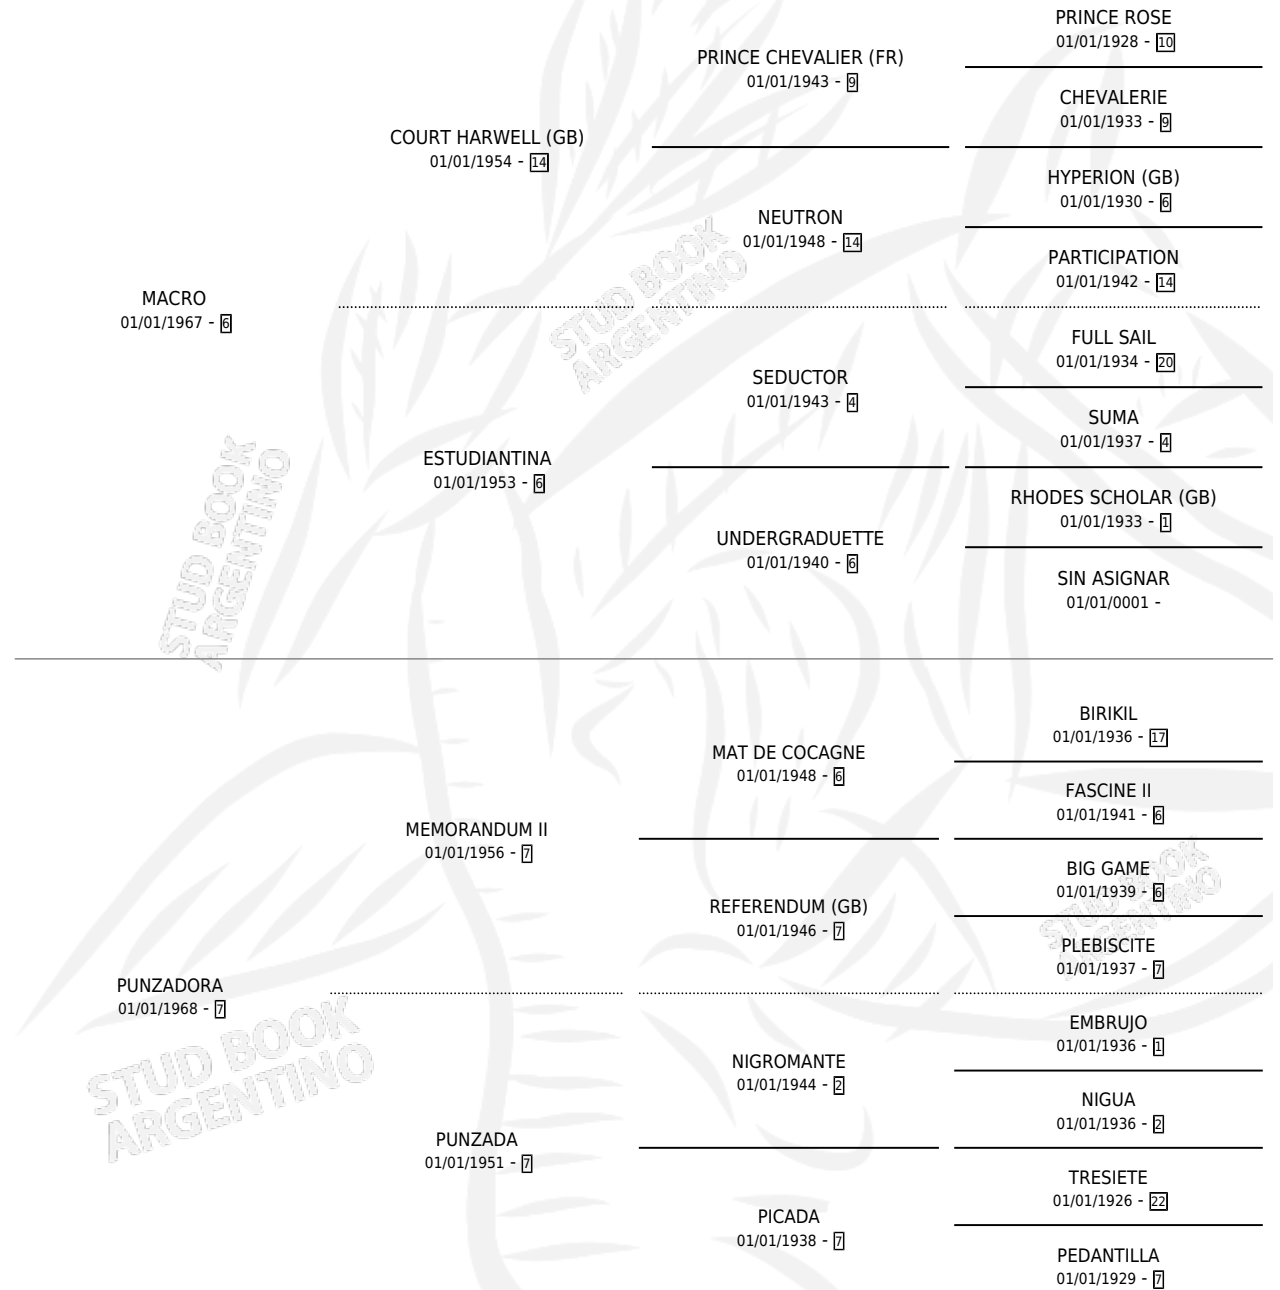 PRINCE ROSE
01/01/1928 - 10
PRINCE CHEVALIER (FR)
01/01/1943 - 9
CHEVALERIE
01/01/1933 - 9
COURT HARWELL (GB)
01/01/1954 - 14
HYPERION (GB)
01/01/1930 - 6
NEUTRON
01/01/1948 - 14
PARTICIPATION
01/01/1942 - 14
MACRO
01/01/1967 - 6
STUD BOOK
ARGENTINO
FULL SAIL
01/01/1934 - 20
SEDUCTOR
01/01/1943 - 4
SUMA
01/01/1937 - 4
ESTUDIANTINA
01/01/1953 - 6
RHODES SCHOLAR (GB)
01/01/1933 - 1
UNDERGRADUETTE
01/01/1940 - 6
SIN ASIGNAR
01/01/0001 -
STUD BOOK
ARGENTINO
BIRIKIL
01/01/1936 - 17
MAT DE COCAGNE
01/01/1948 - 6
FASCINE II
01/01/1941 - 6
MEMORANDUM II
01/01/1956 - 7
BIG GAME
01/01/1939 - 6
REFERENDUM (GB)
01/01/1946 - 7
STUD BOOK
ARGENTINO
PLEBISCITE
01/01/1937 - 7
PUNZADORA
01/01/1968 - 7
EMBRUJO
01/01/1936 - 1
STUD BOOK
ARGENTINO
NIGROMANTE
01/01/1944 - 2
NIGUA
01/01/1936 - 2
PUNZADA
01/01/1951 - 7
TRESIETE
01/01/1926 - 22
PICADA
01/01/1938 - 7
PEDANTILLA
01/01/1929 - 7